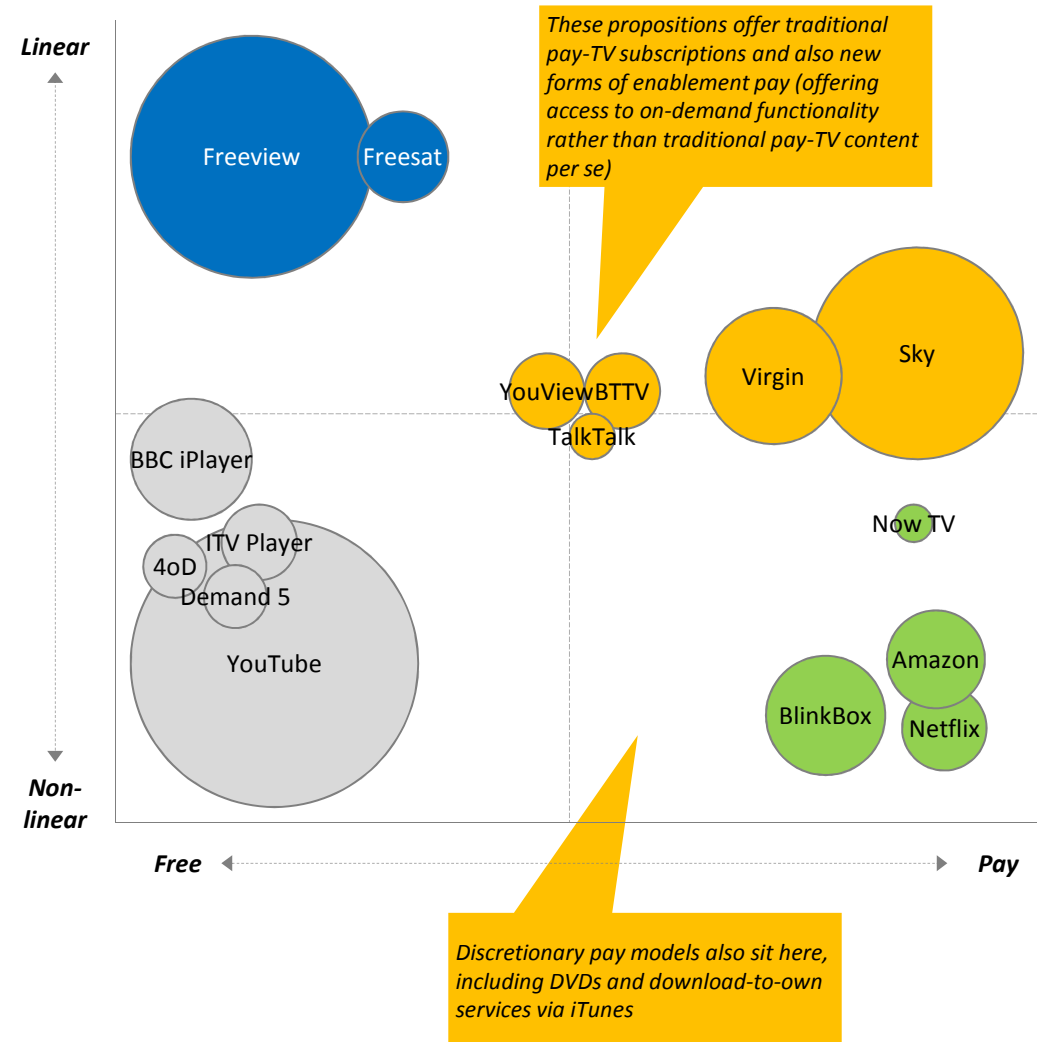 Linear
These propositions offer traditional
pay-TV subscriptions and also new
forms of enablement pay (offering
access to on-demand functionality
rather than traditional pay-TV content
per se)
Freeview
Freesat
Sky
Virgin
YouView
BTTV
TalkTalk
BBC iPlayer
Now TV
ITV Player
4oD
Demand 5
YouTube
Amazon
BlinkBox
Netflix
Non-
linear
Free
Pay
Discretionary pay models also sit here,
including DVDs and download-to-own
services via iTunes